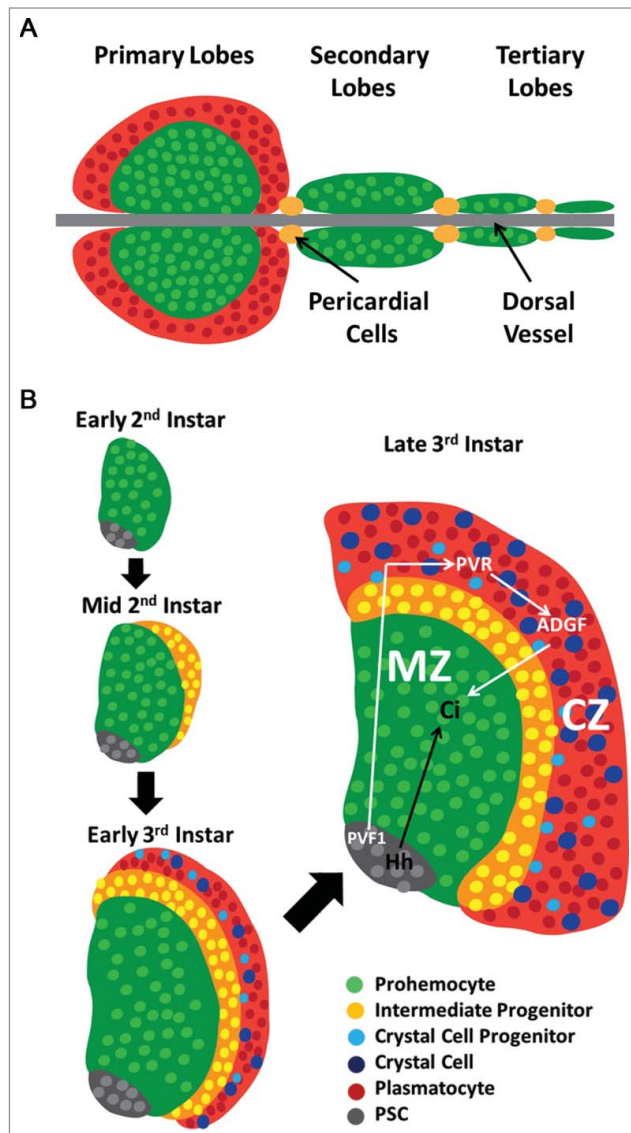 A
Primary Lobes
Secondary
Lobes
Tertiary
Lobes
Pericardial
Cells
Dorsal
Vessel
B
Early 2nd Instar
Mid 2nd Instar
Early 3rd Instar
Late 3rd Instar
PVR
ADGF
MZ
Ci
CZ
PVF1
Hh
Prohemocyte
Intermediate Progenitor
Crystal Cell Progenitor
Crystal Cell
Plasmatocyte
PSC